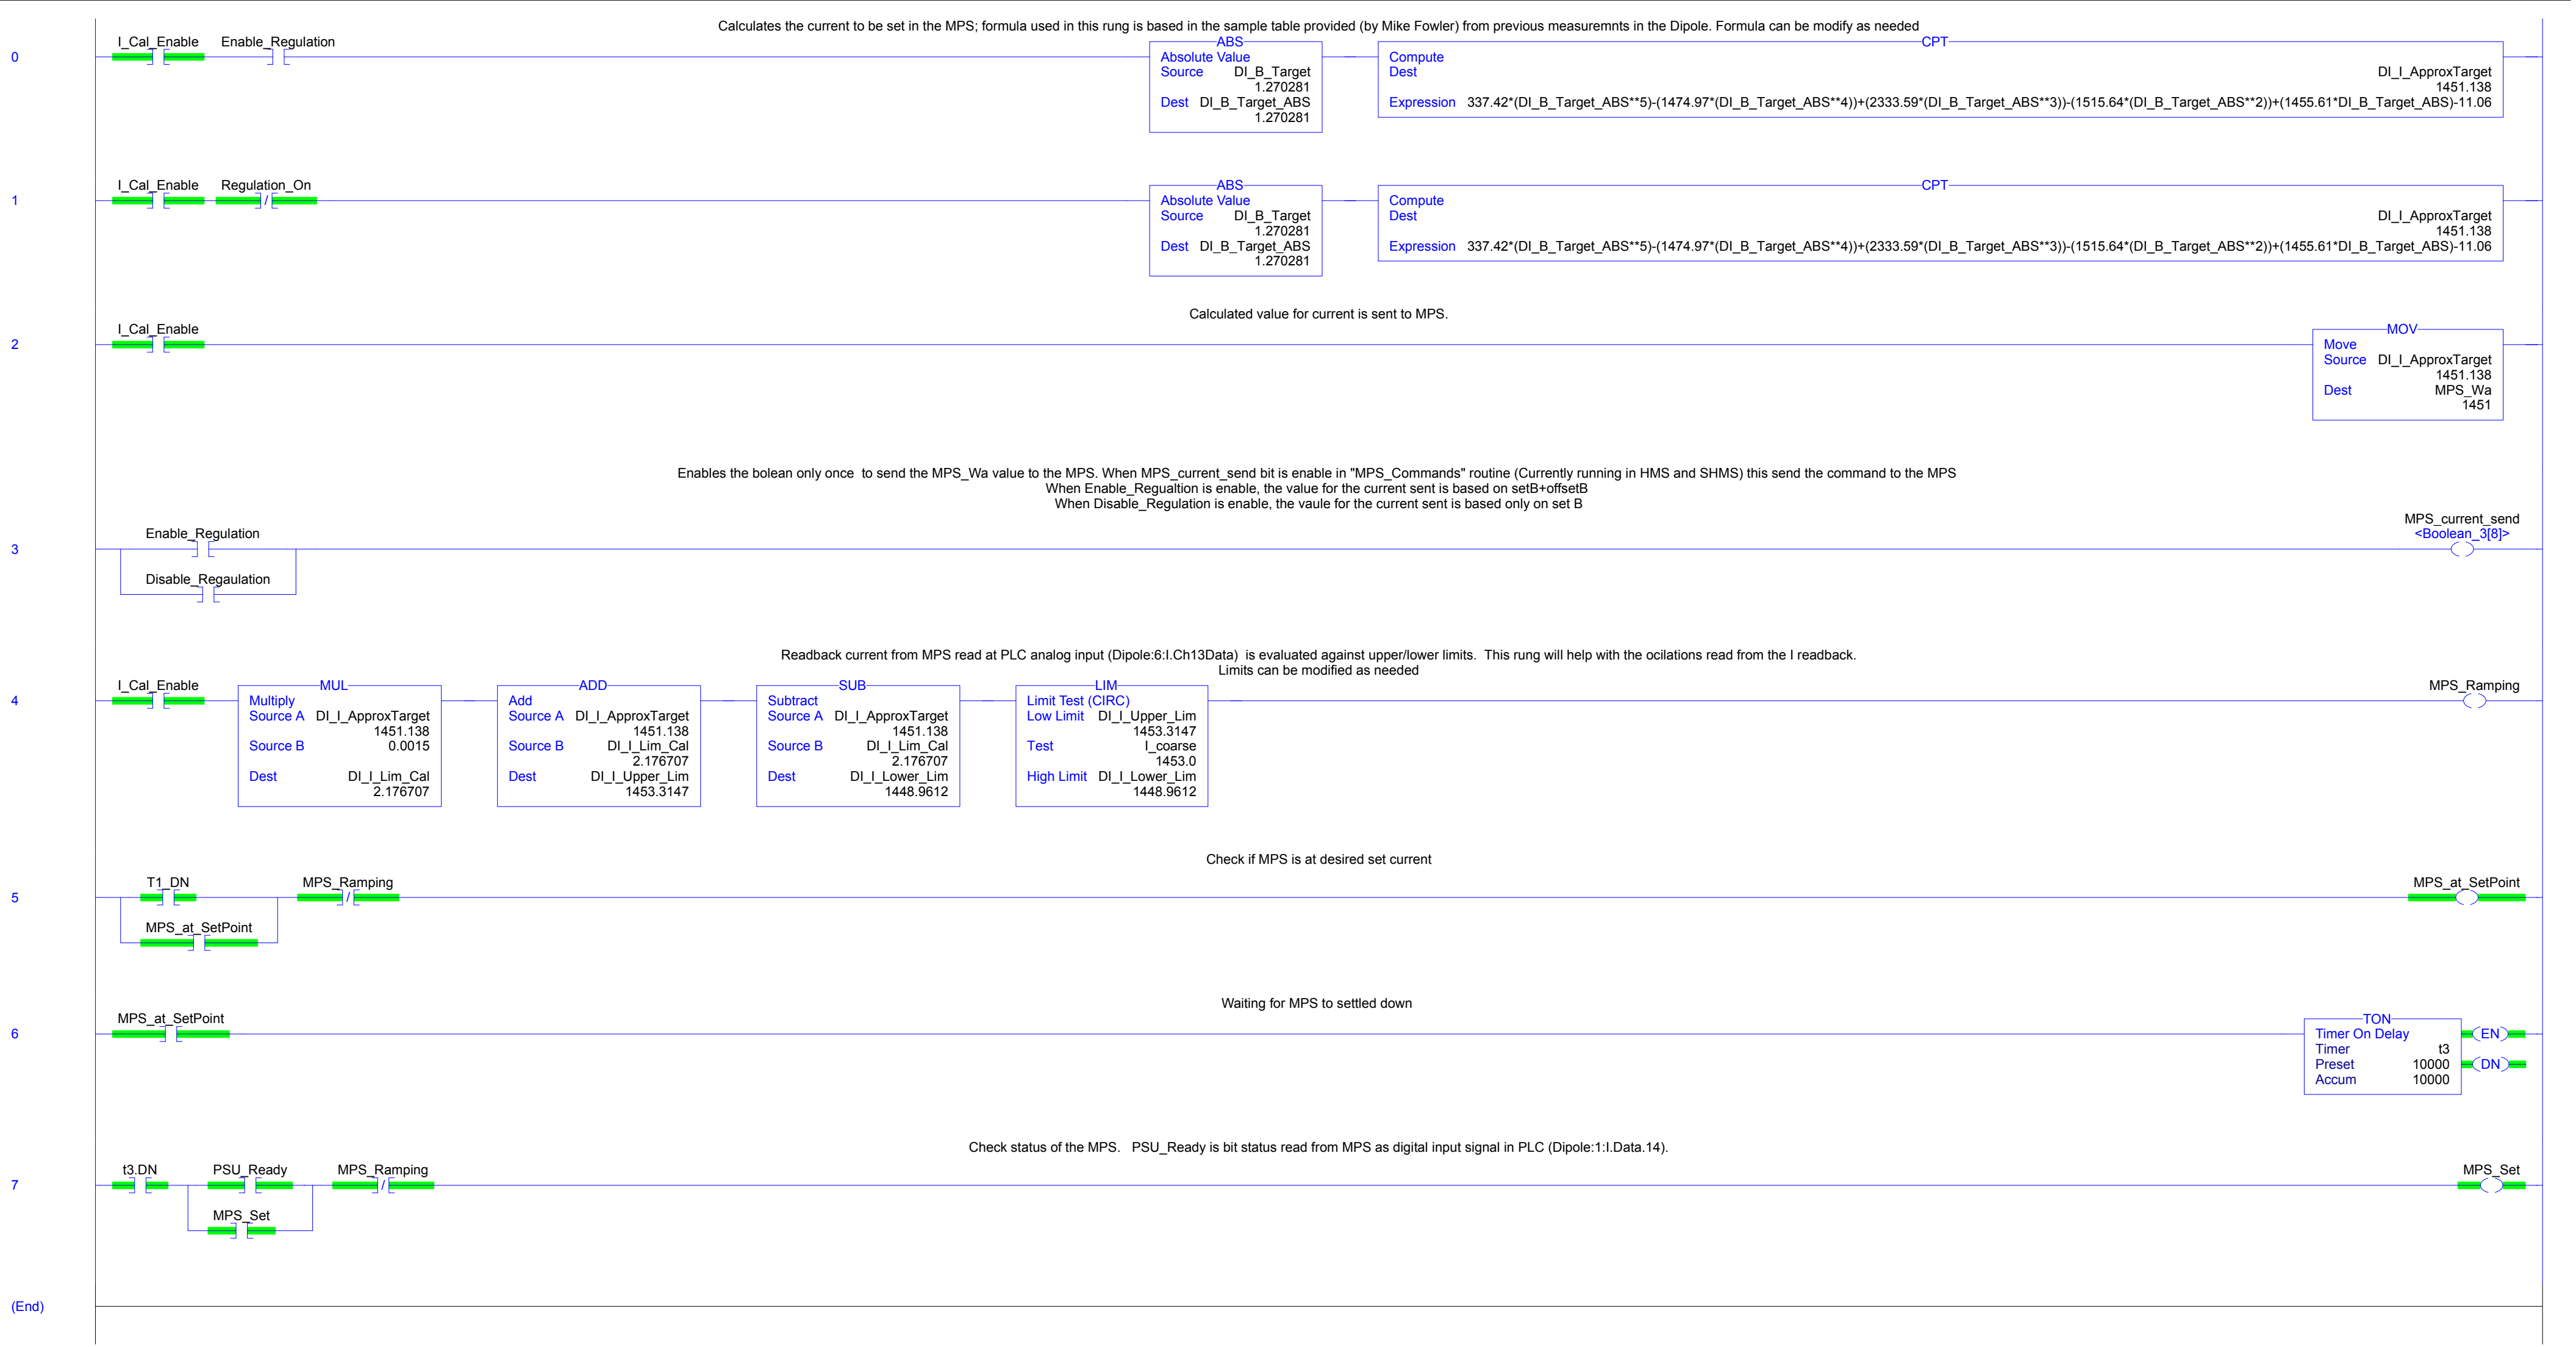 Calculates the current to be set in the MPS; formula used in this rung is based in the sample table provided (by Mike Fowler) from previous measuremnts in the Dipole. Formula can be modify as needed
0
I_Cal_Enable
Enable_Regulation
ABS
Absolute Value
Source DI_B_Target
1.270281
Dest DI_B_Target_ABS
1.270281
CPT
Compute
Dest DI_I_ApproxTarget
1451.138
Expression 337.42*(DI_B_Target_ABS**5)-(1474.97*(DI_B_Target_ABS**4))+(2333.59*(DI_B_Target_ABS**3))-(1515.64*(DI_B_Target_ABS**2))+(1455.61*DI_B_Target_ABS)-11.06
1
I_Cal_Enable
Regulation_On
/
ABS
Absolute Value
Source DI_B_Target
1.270281
Dest DI_B_Target_ABS
1.270281
CPT
Compute
Dest DI_I_ApproxTarget
1451.138
Expression 337.42*(DI_B_Target_ABS**5)-(1474.97*(DI_B_Target_ABS**4))+(2333.59*(DI_B_Target_ABS**3))-(1515.64*(DI_B_Target_ABS**2))+(1455.61*DI_B_Target_ABS)-11.06
Calculated value for current is sent to MPS.
2
I_Cal_Enable
MOV
Move
Source DI_I_ApproxTarget
1451.138
Dest MPS_Wa
1451
Enables the bolean only once  to send the MPS_Wa value to the MPS. When MPS_current_send bit is enable in "MPS_Commands" routine (Currently running in HMS and SHMS) this send the command to the MPS
When Enable_Regualtion is enable, the value for the current sent is based on setB+offsetB
When Disable_Regulation is enable, the vaule for the current sent is based only on set B
3
Enable_Regulation
Disable_Regaulation
MPS_current_send
<Boolean_3[8]>
Readback current from MPS read at PLC analog input (Dipole:6:I.Ch13Data)  is evaluated against upper/lower limits.  This rung will help with the ocilations read from the I readback.
Limits can be modified as needed
4
I_Cal_Enable
MUL
Multiply
Source A DI_I_ApproxTarget
1451.138
Source B 0.0015
Dest DI_I_Lim_Cal
2.176707
ADD
Add
Source A DI_I_ApproxTarget
1451.138
Source B DI_I_Lim_Cal
2.176707
Dest DI_I_Upper_Lim
1453.3147
SUB
Subtract
Source A DI_I_ApproxTarget
1451.138
Source B DI_I_Lim_Cal
2.176707
Dest DI_I_Lower_Lim
1448.9612
LIM
Limit Test (CIRC)
Low Limit DI_I_Upper_Lim
1453.3147
Test I_coarse
1453.0
High Limit DI_I_Lower_Lim
1448.9612
MPS_Ramping
Check if MPS is at desired set current
5
T1_DN
MPS_at_SetPoint
MPS_Ramping
/
MPS_at_SetPoint
Waiting for MPS to settled down
6
MPS_at_SetPoint
TON
Timer On Delay
Timer t3
Preset 10000
Accum 10000
EN
DN
Check status of the MPS.   PSU_Ready is bit status read from MPS as digital input signal in PLC (Dipole:1:I.Data.14).
7
t3.DN
PSU_Ready
MPS_Set
MPS_Ramping
/
MPS_Set
(End)